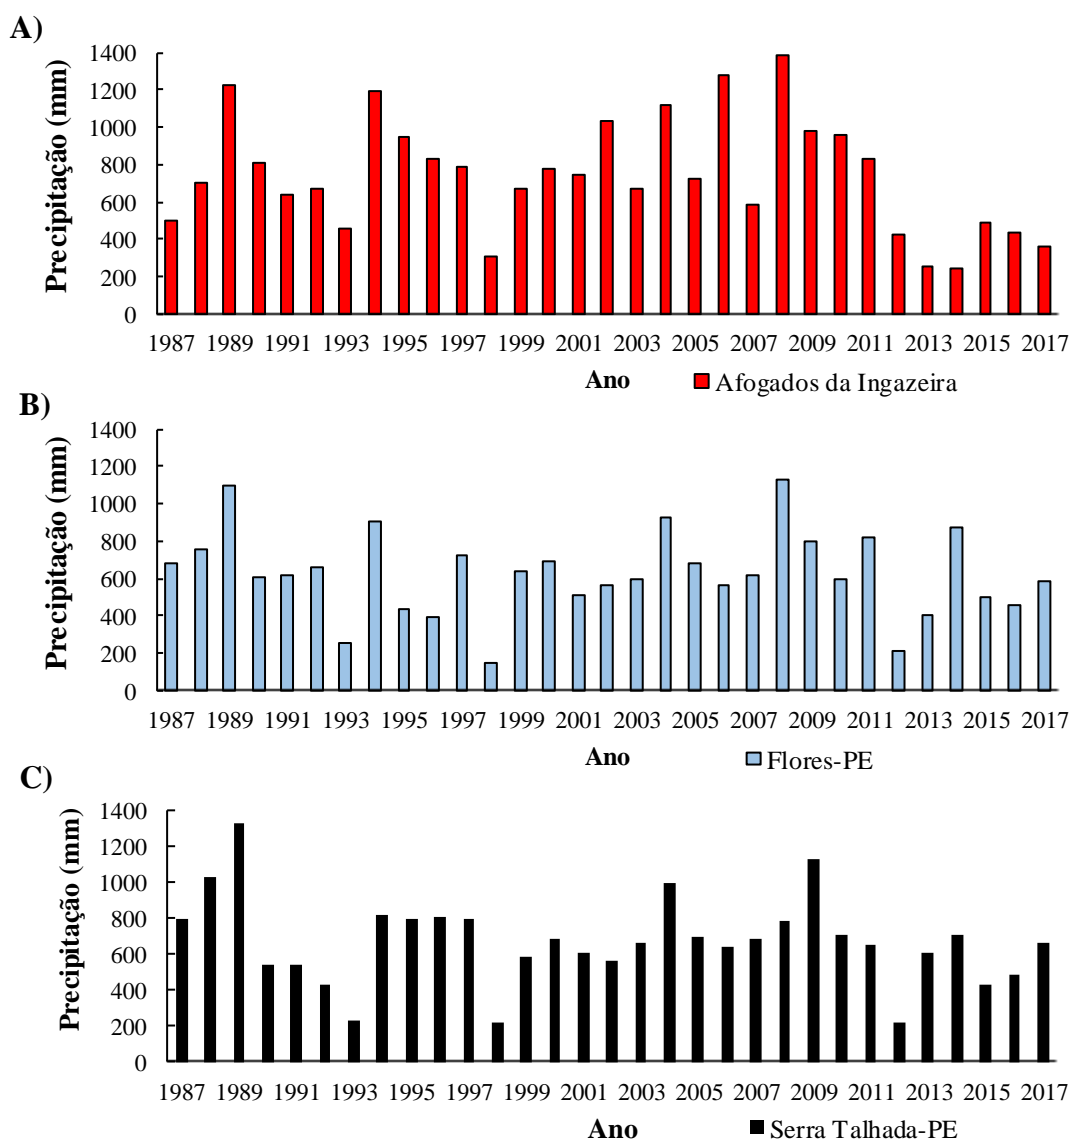 A)
Precipitação (mm)
1400
1200
1000
800
600
400
200
0
1987 1989 1991 1993 1995 1997 1999 2001 2003 2005 2007 2009 2011 2013 2015 2017
Ano
Afogados da Ingazeira
B)
Precipitação (mm)
1400
1200
1000
800
600
400
200
0
1987 1989 1991 1993 1995 1997 1999 2001 2003 2005 2007 2009 2011 2013 2015 2017
Ano
Flores-PE
C)
Precipitação (mm)
1400
1200
1000
800
600
400
200
0
1987 1989 1991 1993 1995 1997 1999 2001 2003 2005 2007 2009 2011 2013 2015 2017
Ano
Serra Talhada-PE